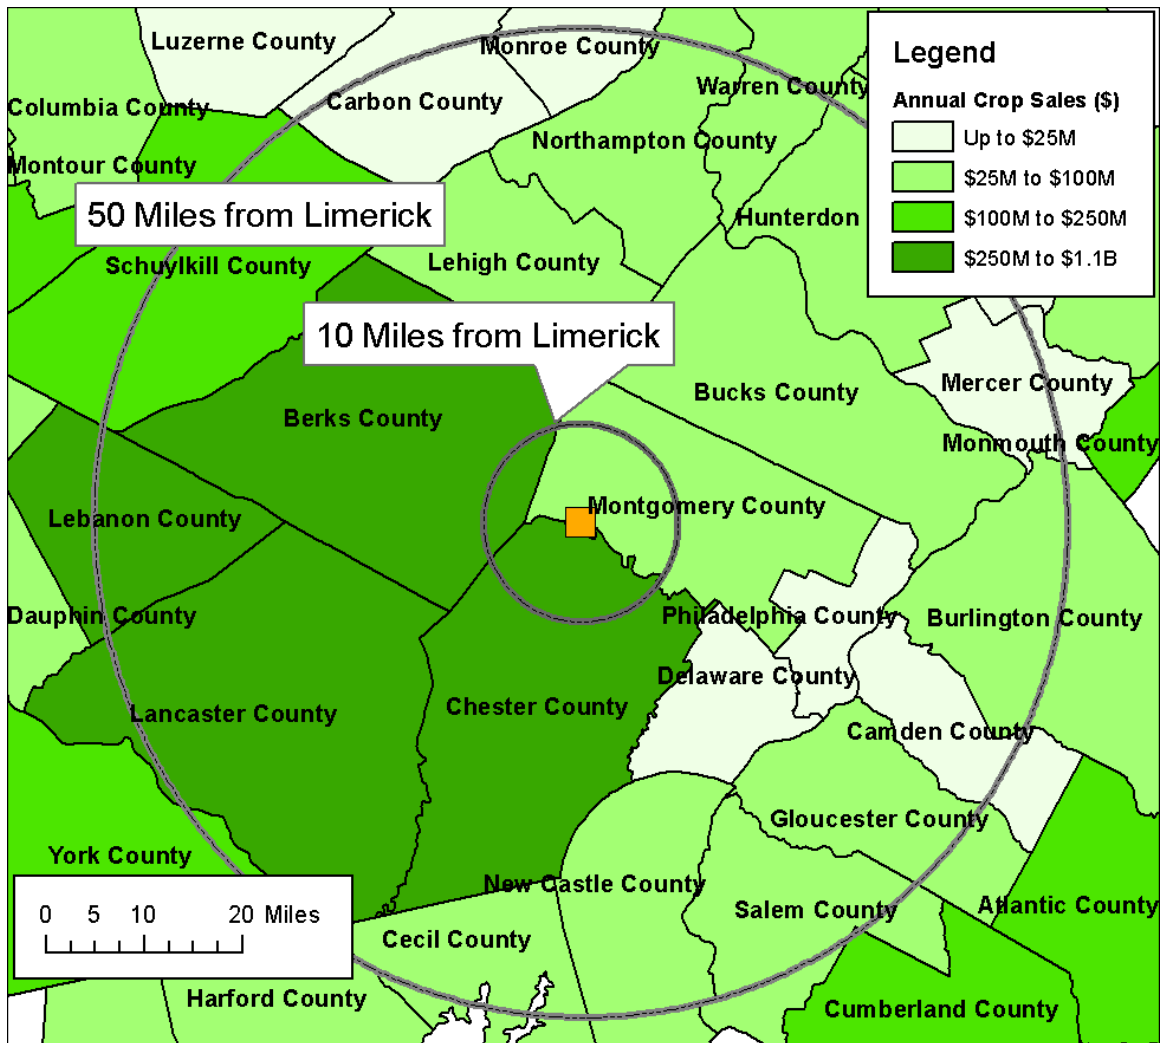 Luzerne County
Monroe County
Legend
Warren County
Annual Crop Sales ($)
Columbia County
Carbon County
Up to $25M
Northampton County
Montour County
$25M to $100M
50 Miles from Limerick
Hunterdon
$100M to $250M
Schuylkill County
Lehigh County
$250M to $1.1B
10 Miles from Limerick
Mercer County
Bucks County
Berks County
Monmouth County
Montgomery County
Lebanon County
Dauphin County
Philadelphia County
Burlington County
Delaware County
Chester County
Lancaster County
Camden County
Gloucester County
York County
New Castle County
Atlantic County
Salem County
0 5 10 20 Miles
Cecil County
Harford County
Cumberland County